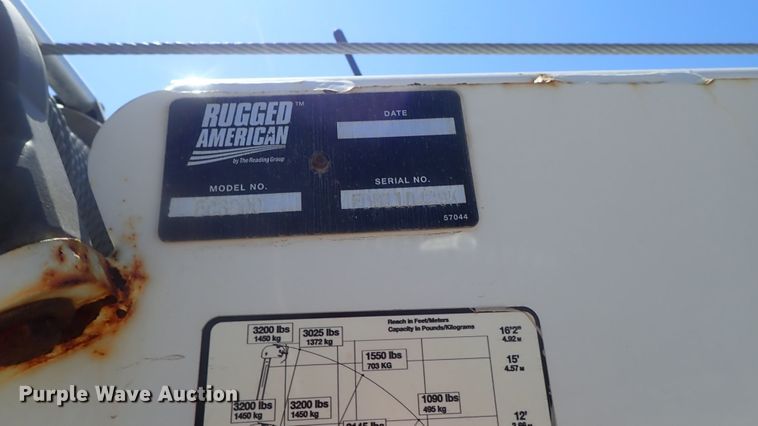 RUGGED™
AMERICAN
by The Reading Group
DATE
MODEL NO.
SERIAL NO.
57044
Reach in Feet/Meters
Capacity in Pounds/Kilograms
3200 lbs
1450 kg
3025 lbs
1372 kg
16'2"
4.92 M
1550 lbs
703 KG
15'
4.57 M
3200 lbs
1450 kg
3200 lbs
1450 kg
1090 lbs
495 kg
12'
Purple Wave Auction®